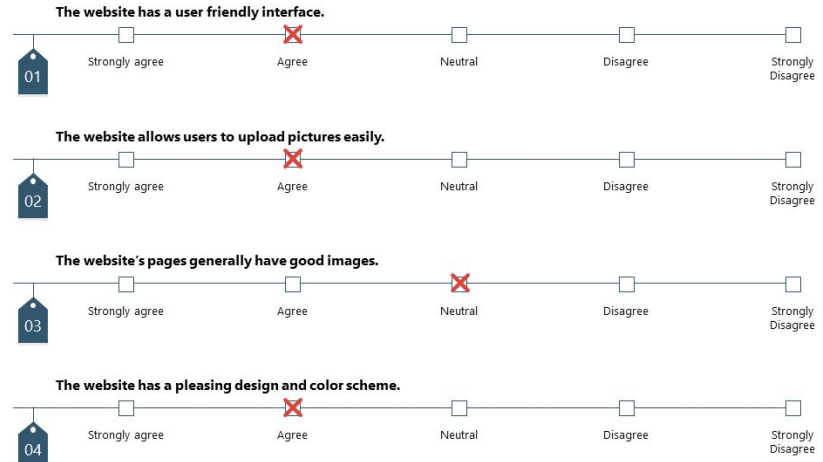 The website has a user friendly interface.
01
Strongly agree
Agree
Neutral
Disagree
Strongly
Disagree
The website allows users to upload pictures easily.
02
Strongly agree
Agree
Neutral
Disagree
Strongly
Disagree
The website's pages generally have good images.
03
Strongly agree
Agree
Neutral
Disagree
Strongly
Disagree
The website has a pleasing design and color scheme.
04
Strongly agree
Agree
Neutral
Disagree
Strongly
Disagree